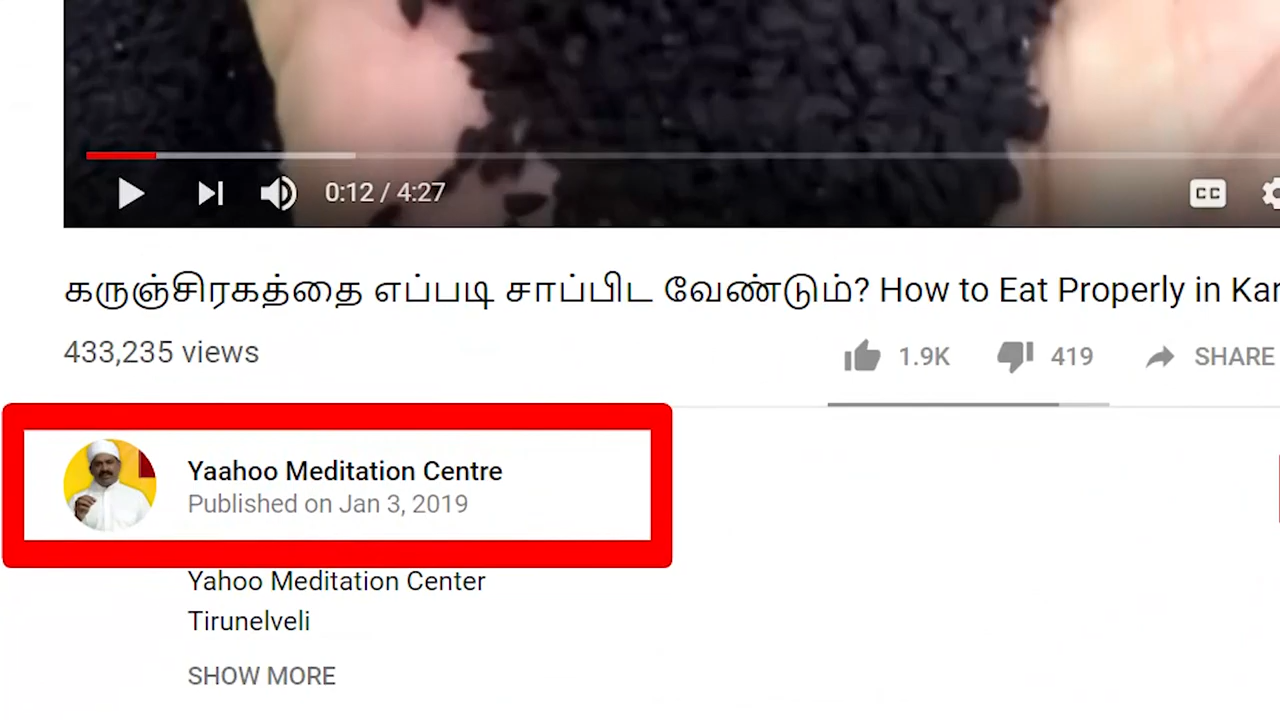 0:12 / 4:27
CC
கருஞ்சிரகத்தை எப்படி சாப்பிட வேண்டும்? How to Eat Properly in Kar
433,235 views
1.9K 419 SHARE
Yaahoo Meditation Centre
Published on Jan 3, 2019
Yahoo Meditation Center
Tirunelveli
SHOW MORE